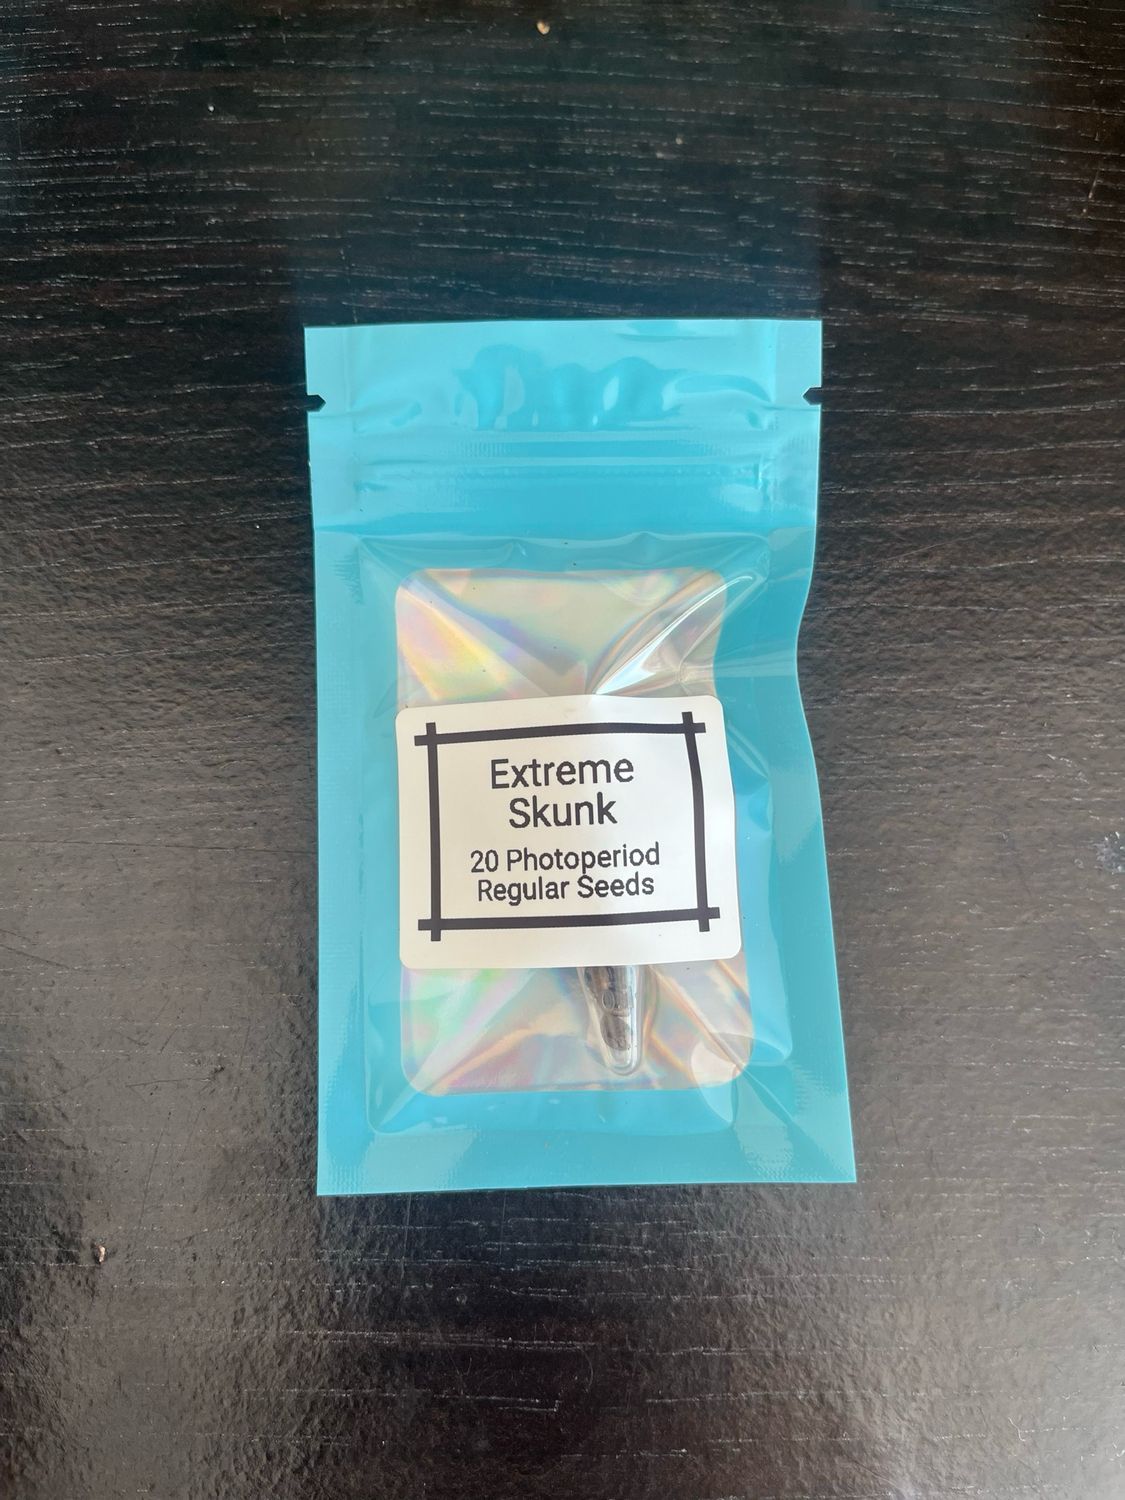 Extreme
Skunk
20 Photoperiod
Regular Seeds